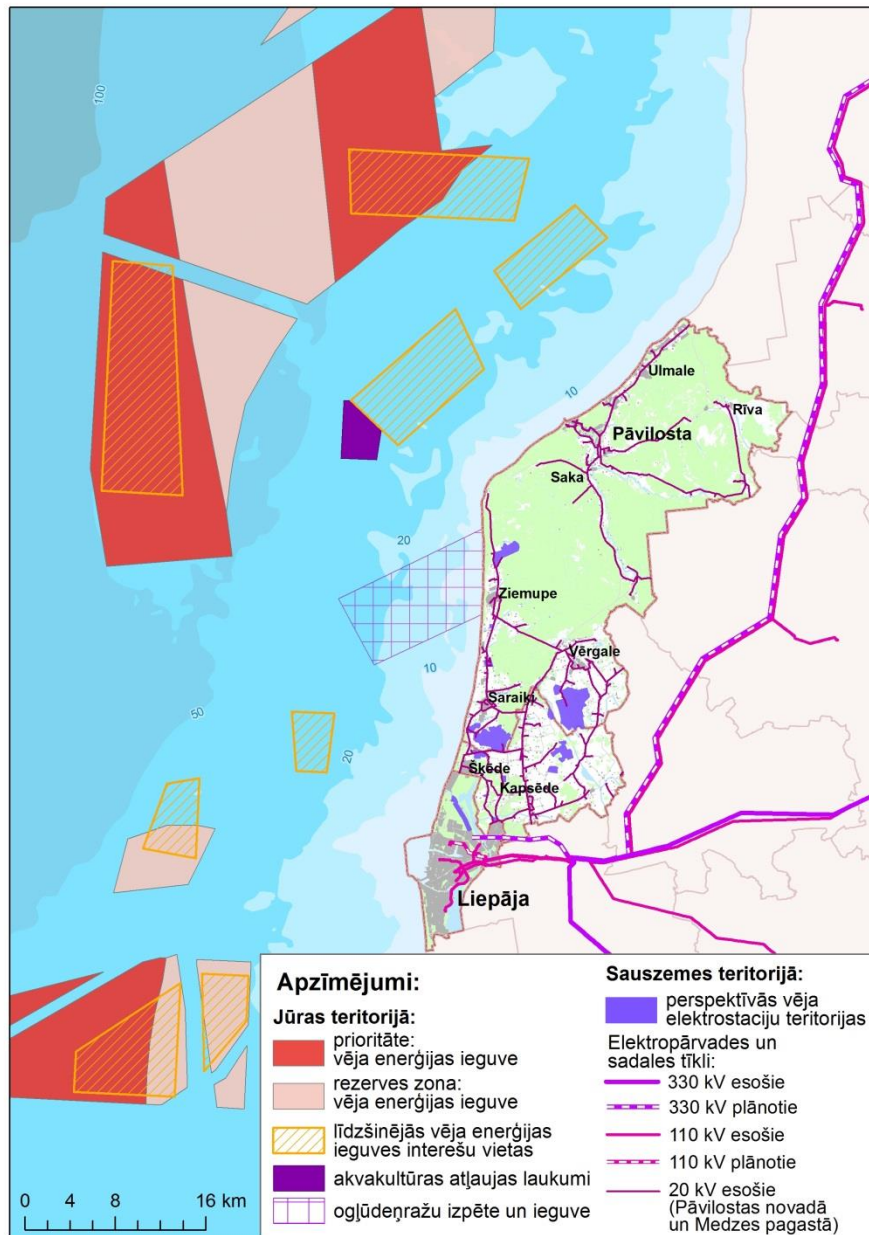 100
10
Ulmale
Rīva
Pāvilosta
Saka
20
Ziemupe
10
Vērgale
Saraiķi
50
20
Šķēde
Kapsēde
Liepāja
Apzīmējumi:
Jūras teritorijā:
prioritāte:
vēja enerģijas ieguve
rezerves zona:
vēja enerģijas ieguve
līdzšinējās vēja enerģijas
ieguves interešu vietas
akvakultūras atļaujas laukumi
ogļūdeņražu izpēte un ieguve
0 4 8 16 km
Sauszemes teritorijā:
perspektīvās vēja
elektrostaciju teritorijas
Elektropārvades un
sadales tīkli:
330 kV esošie
330 kV plānotie
110 kV esošie
110 kV plānotie
20 kV esošie
(Pāvilostas novadā
un Medzes pagastā)